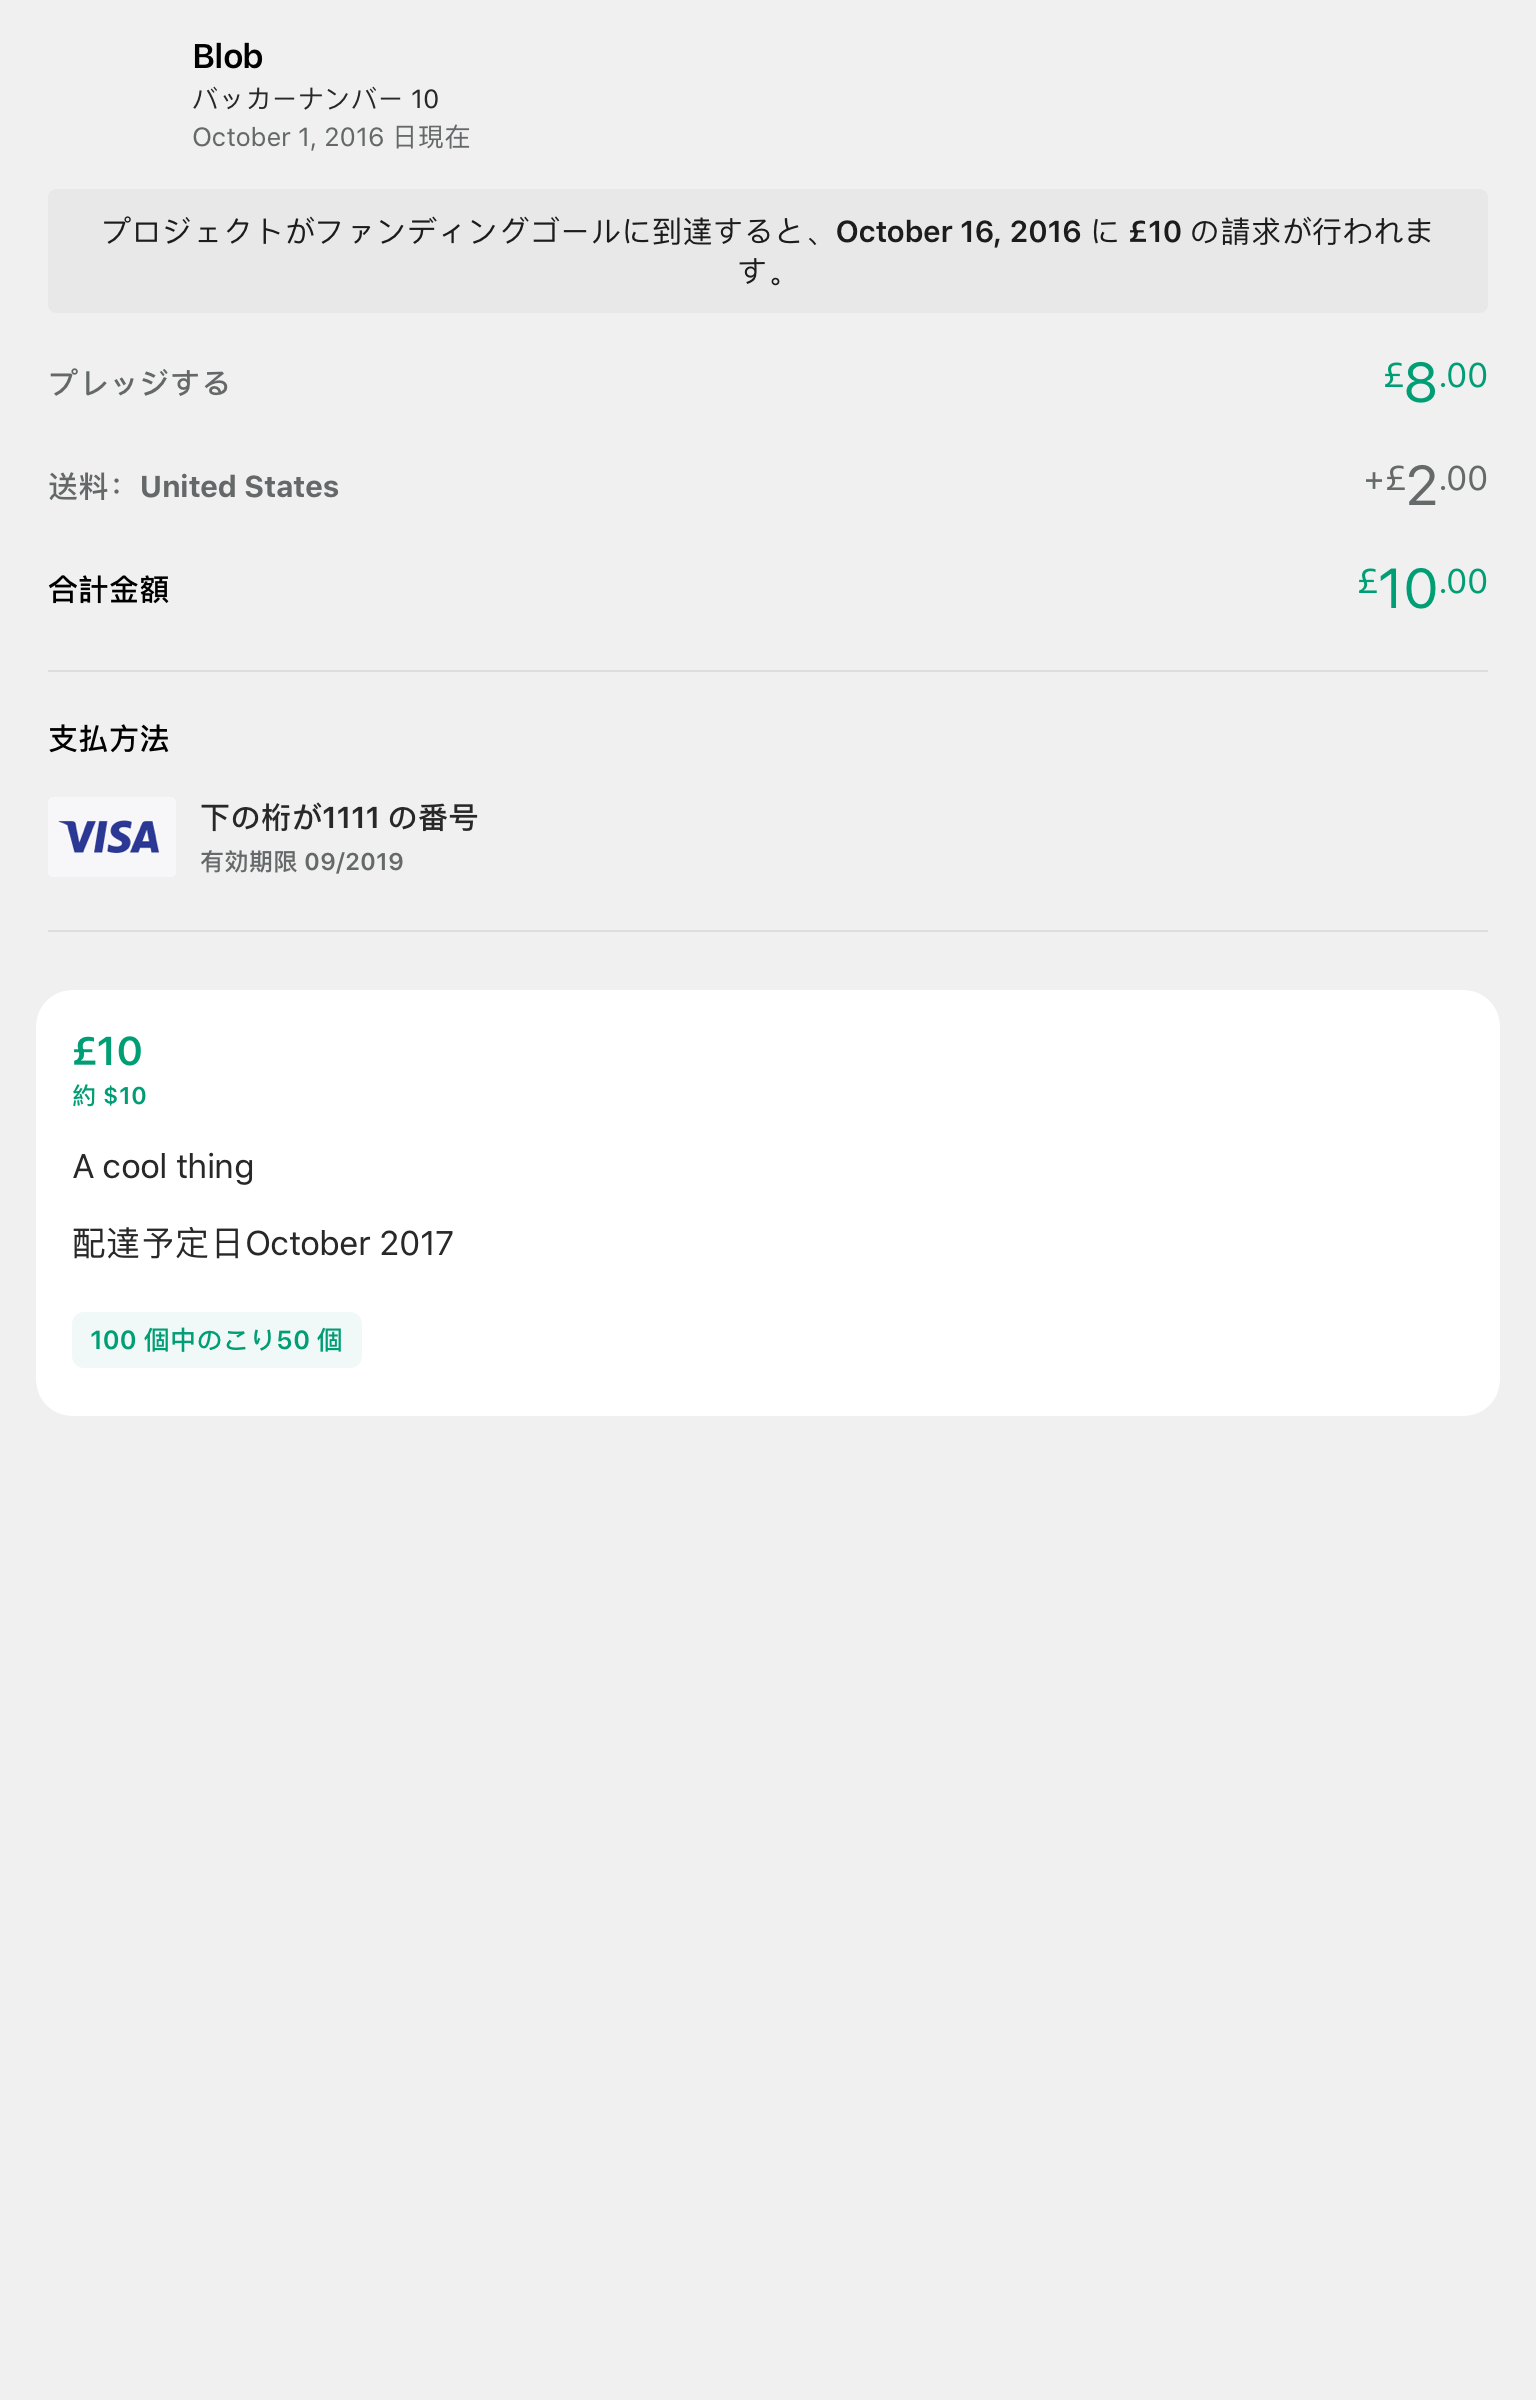 Blob
バッカーナンバー 10
October 1, 2016 日現在
プロジェクトがファンディングゴールに到達すると、October 16, 2016 に £10 の請求が行われま
す。
プレッジする £8.00
送料： United States +£2.00
合計金額 £10.00
支払方法
VISA 下の桁が1111 の番号
有効期限 09/2019
£10
約 $10
A cool thing
配達予定日October 2017
100 個中のこり50 個